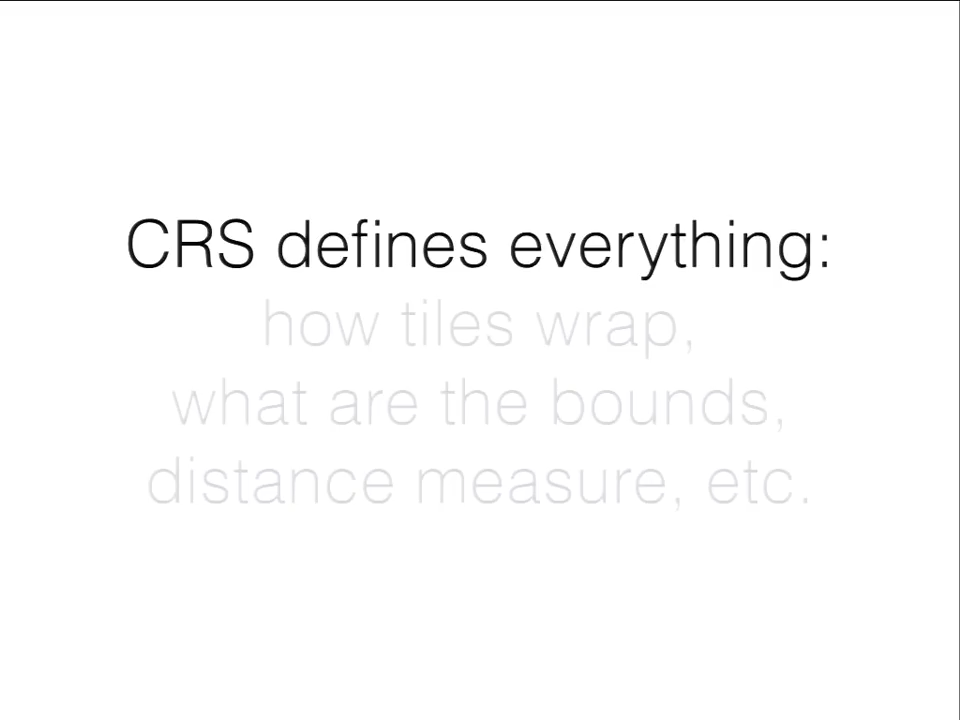 CRS defines everything:
how tiles wrap,
what are the bounds,
distance measure, etc.